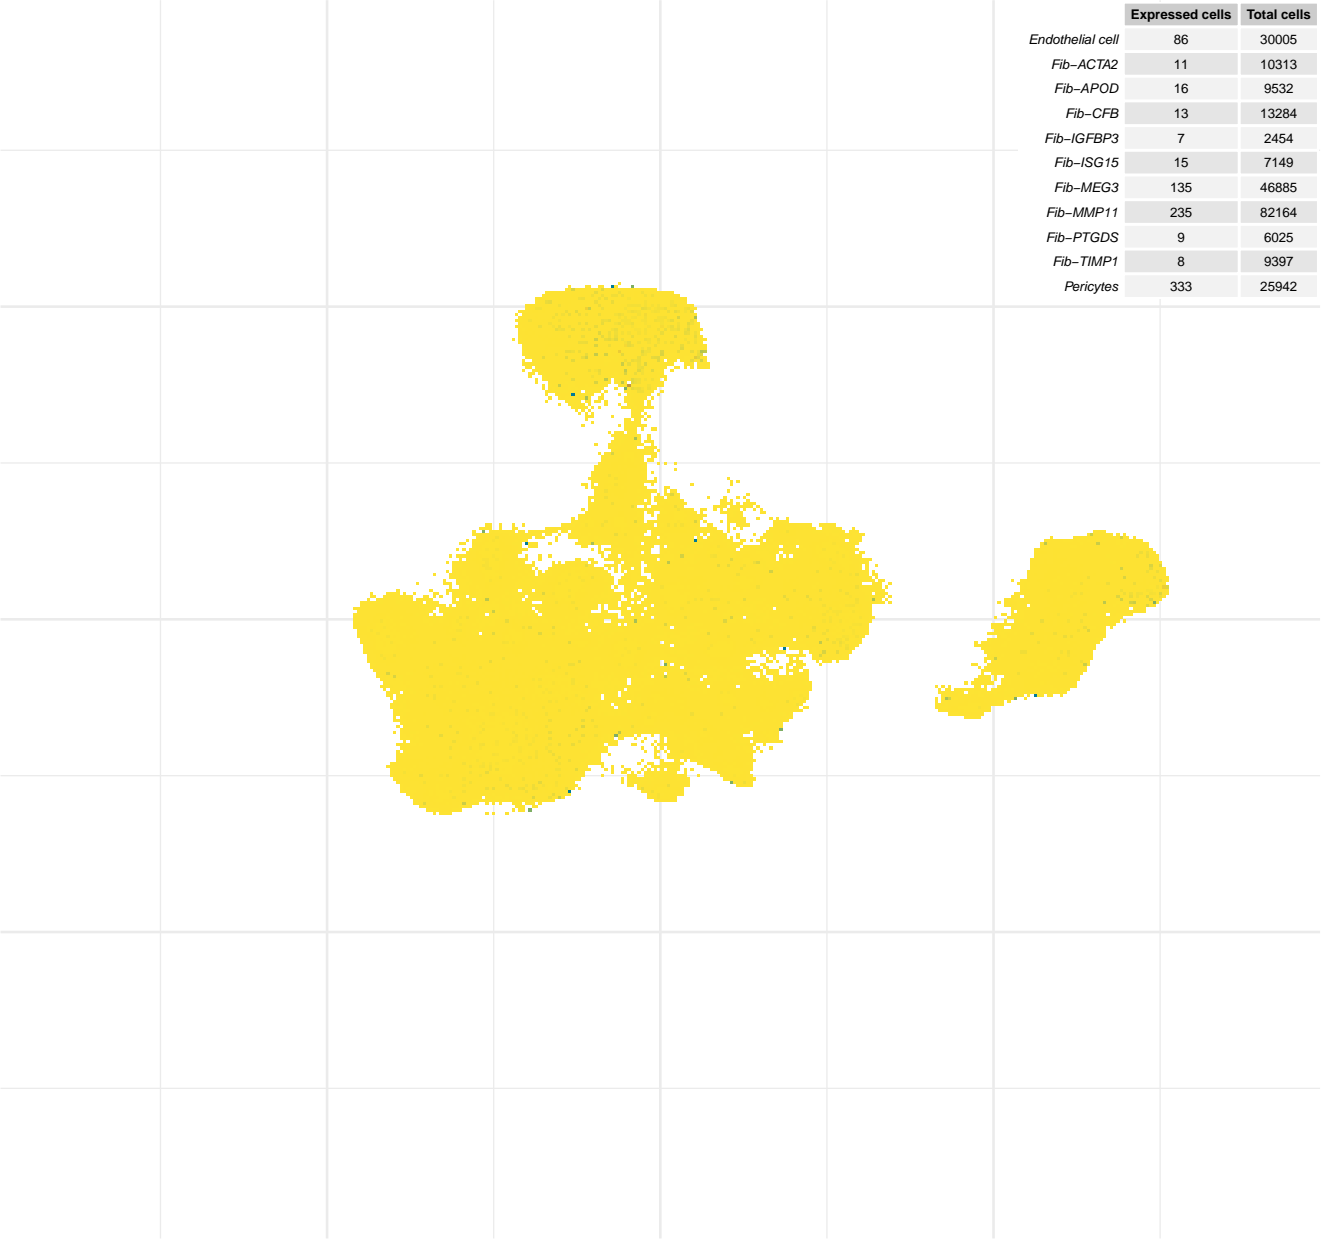 Expressed cells Total cells
Endothelial cell 86 30005
Fib−ACTA2 11 10313
Fib−APOD 16 9532
Fib−CFB 13 13284
Fib−IGFBP3 7 2454
Fib−ISG15 15 7149
Fib−MEG3 135 46885
Fib−MMP11 235 82164
Fib−PTGDS 9 6025
Fib−TIMP1 8 9397
Pericytes 333 25942